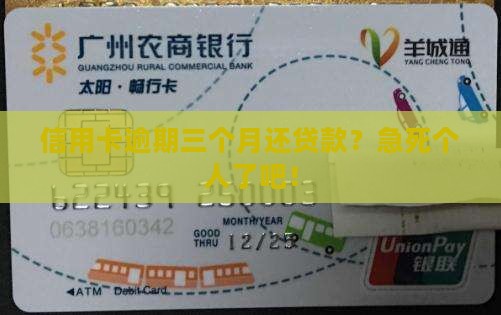 广州农商银行
GUANGZHOU RURAL COMMERCIAL BANK
羊城通
YANG CHENG TONG
太阳·畅行卡
信用卡逾期三个月还贷款？急死个
人了吧！
0638160342
MONTH/YEAR
GOOD
THRU
12/25
UnionPay
银联
◄ATM Debit Card